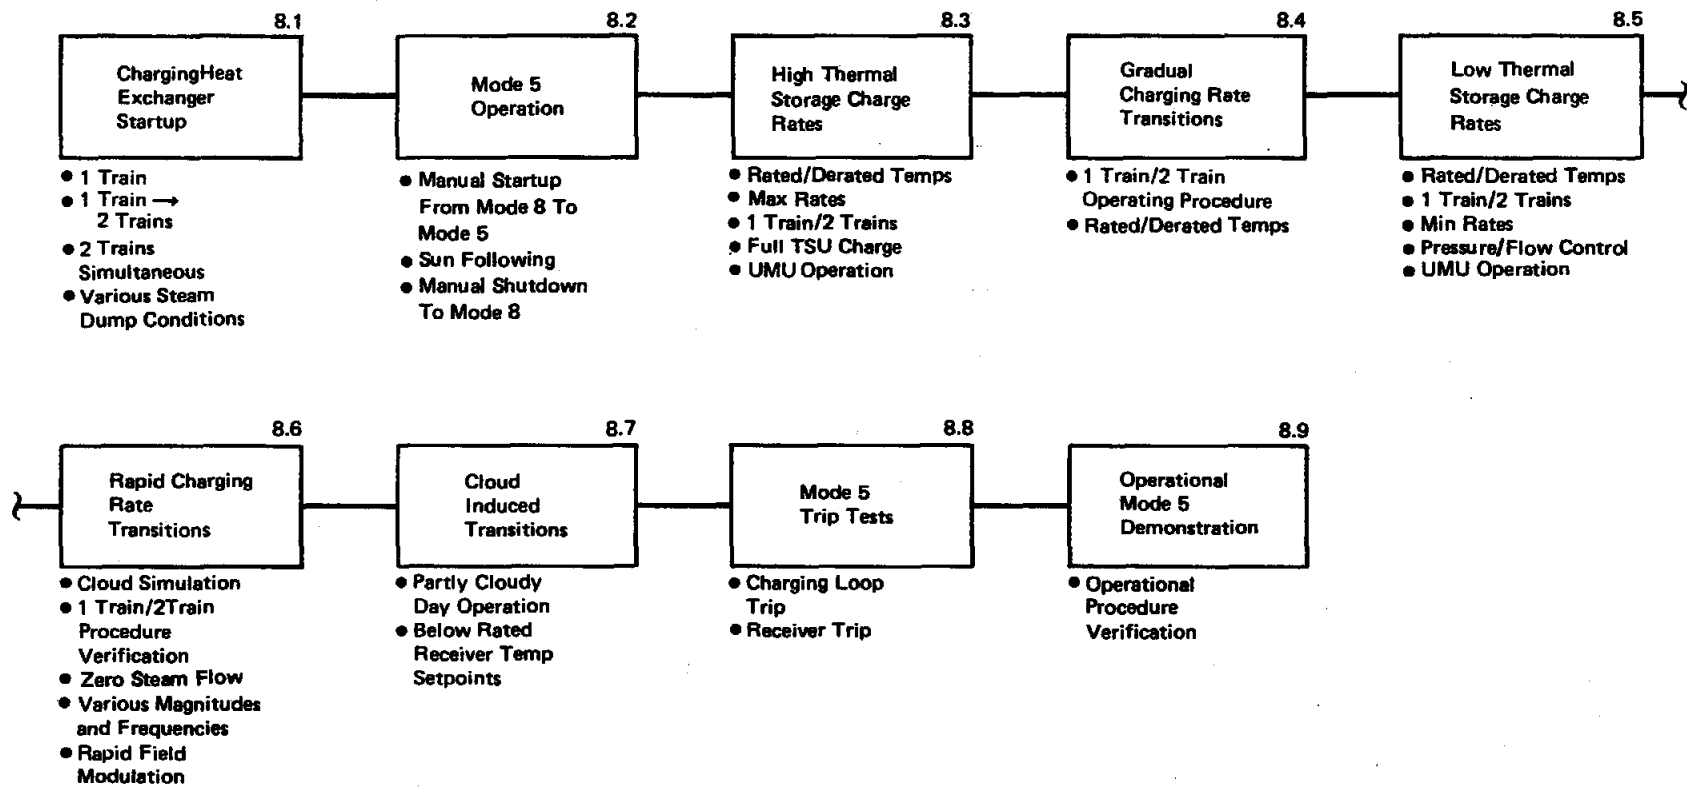 8.1
ChargingHeat
Exchanger
Startup
● 1 Train
● 1 Train →
2 Trains
● 2 Trains
Simultaneous
● Various Steam
Dump Conditions
8.2
Mode 5
Operation
● Manual Startup
From Mode 8 To
Mode 5
● Sun Following
● Manual Shutdown
To Mode 8
8.3
High Thermal
Storage Charge
Rates
● Rated/Derated Temps
● Max Rates
● 1 Train/2 Trains
● Full TSU Charge
● UMU Operation
8.4
Gradual
Charging Rate
Transitions
● 1 Train/2 Train
Operating Procedure
● Rated/Derated Temps
8.5
Low Thermal
Storage Charge
Rates
● Rated/Derated Temps
● 1 Train/2 Trains
● Min Rates
● Pressure/Flow Control
● UMU Operation
8.6
Rapid Charging
Rate
Transitions
● Cloud Simulation
● 1 Train/2Train
Procedure
Verification
● Zero Steam Flow
● Various Magnitudes
and Frequencies
● Rapid Field
Modulation
8.7
Cloud
Induced
Transitions
● Partly Cloudy
Day Operation
● Below Rated
Receiver Temp
Setpoints
8.8
Mode 5
Trip Tests
● Charging Loop
Trip
● Receiver Trip
8.9
Operational
Mode 5
Demonstration
● Operational
Procedure
Verification